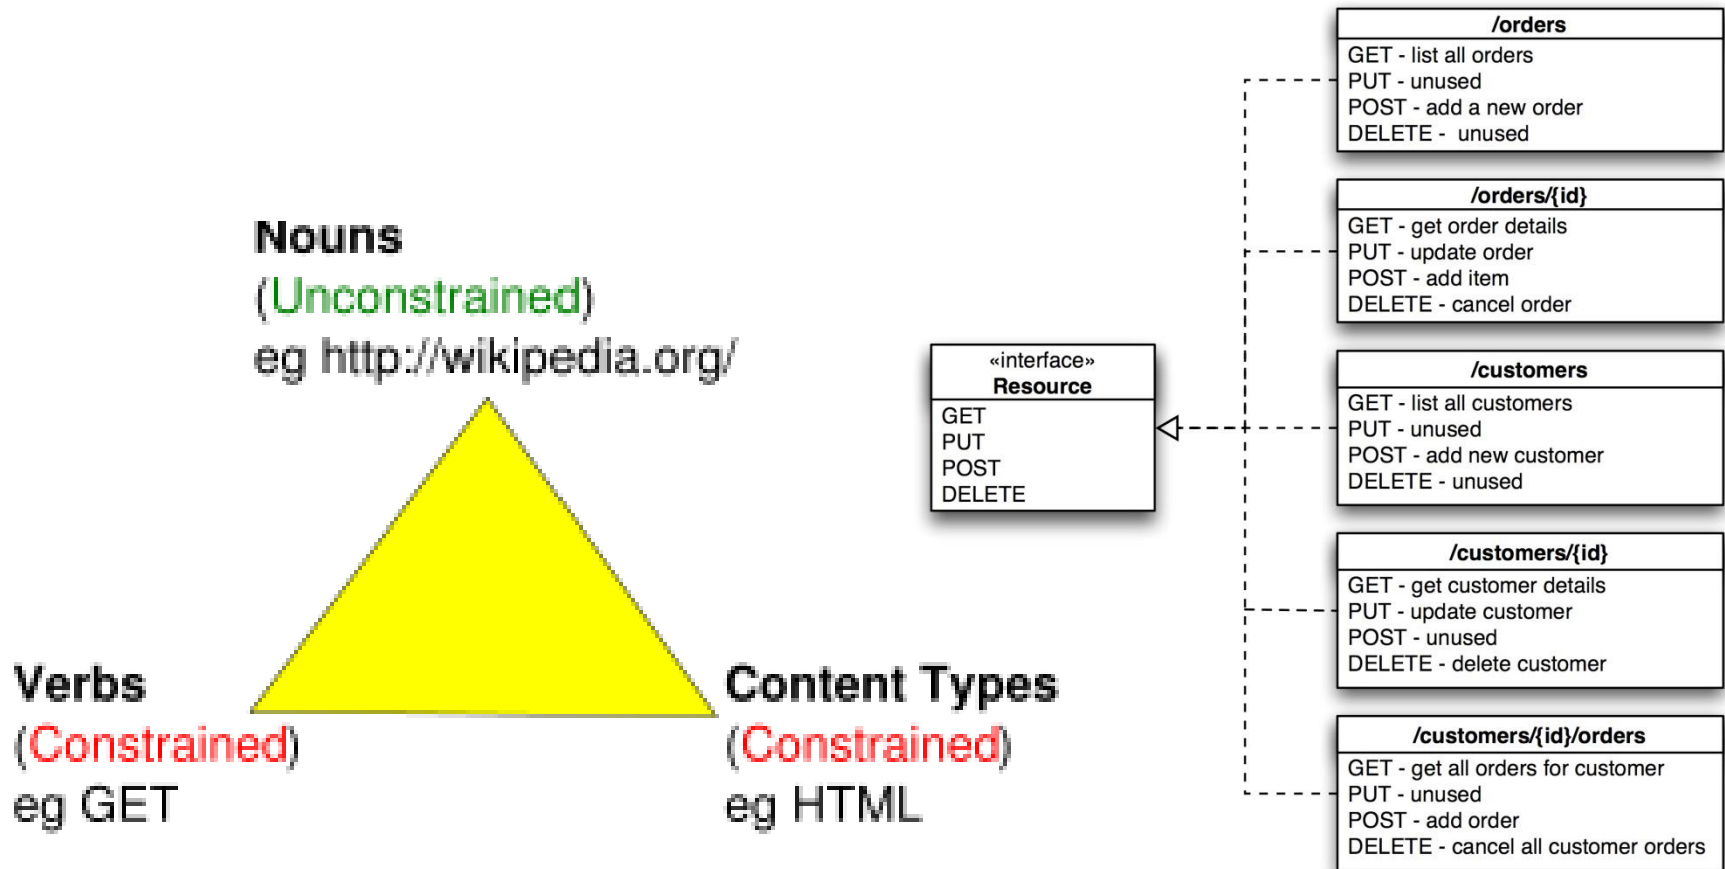 Nouns
(Unconstrained)
eg http://wikipedia.org/
Verbs
(Constrained)
eg GET
Content Types
(Constrained)
eg HTML
«interface»
Resource
GET
PUT
POST
DELETE
/orders
GET - list all orders
PUT - unused
POST - add a new order
DELETE -  unused
/orders/{id}
GET - get order details
PUT - update order
POST - add item
DELETE - cancel order
/customers
GET - list all customers
PUT - unused
POST - add new customer
DELETE - unused
/customers/{id}
GET - get customer details
PUT - update customer
POST - unused
DELETE - delete customer
/customers/{id}/orders
GET - get all orders for customer
PUT - unused
POST - add order
DELETE - cancel all customer orders